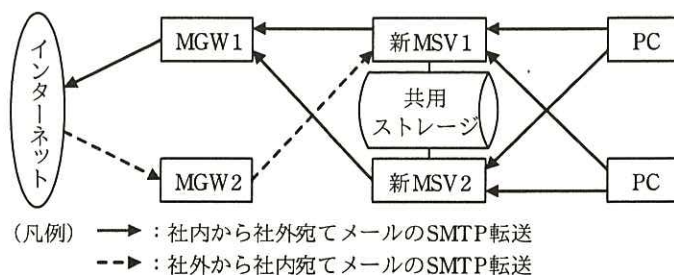 インターネット
MGW1
新MSV1
PC
共用
ストレージ
MGW2
新MSV2
PC
(凡例) :社内から社外宛てメールのSMTP転送
:社外から社内宛てメールのSMTP転送